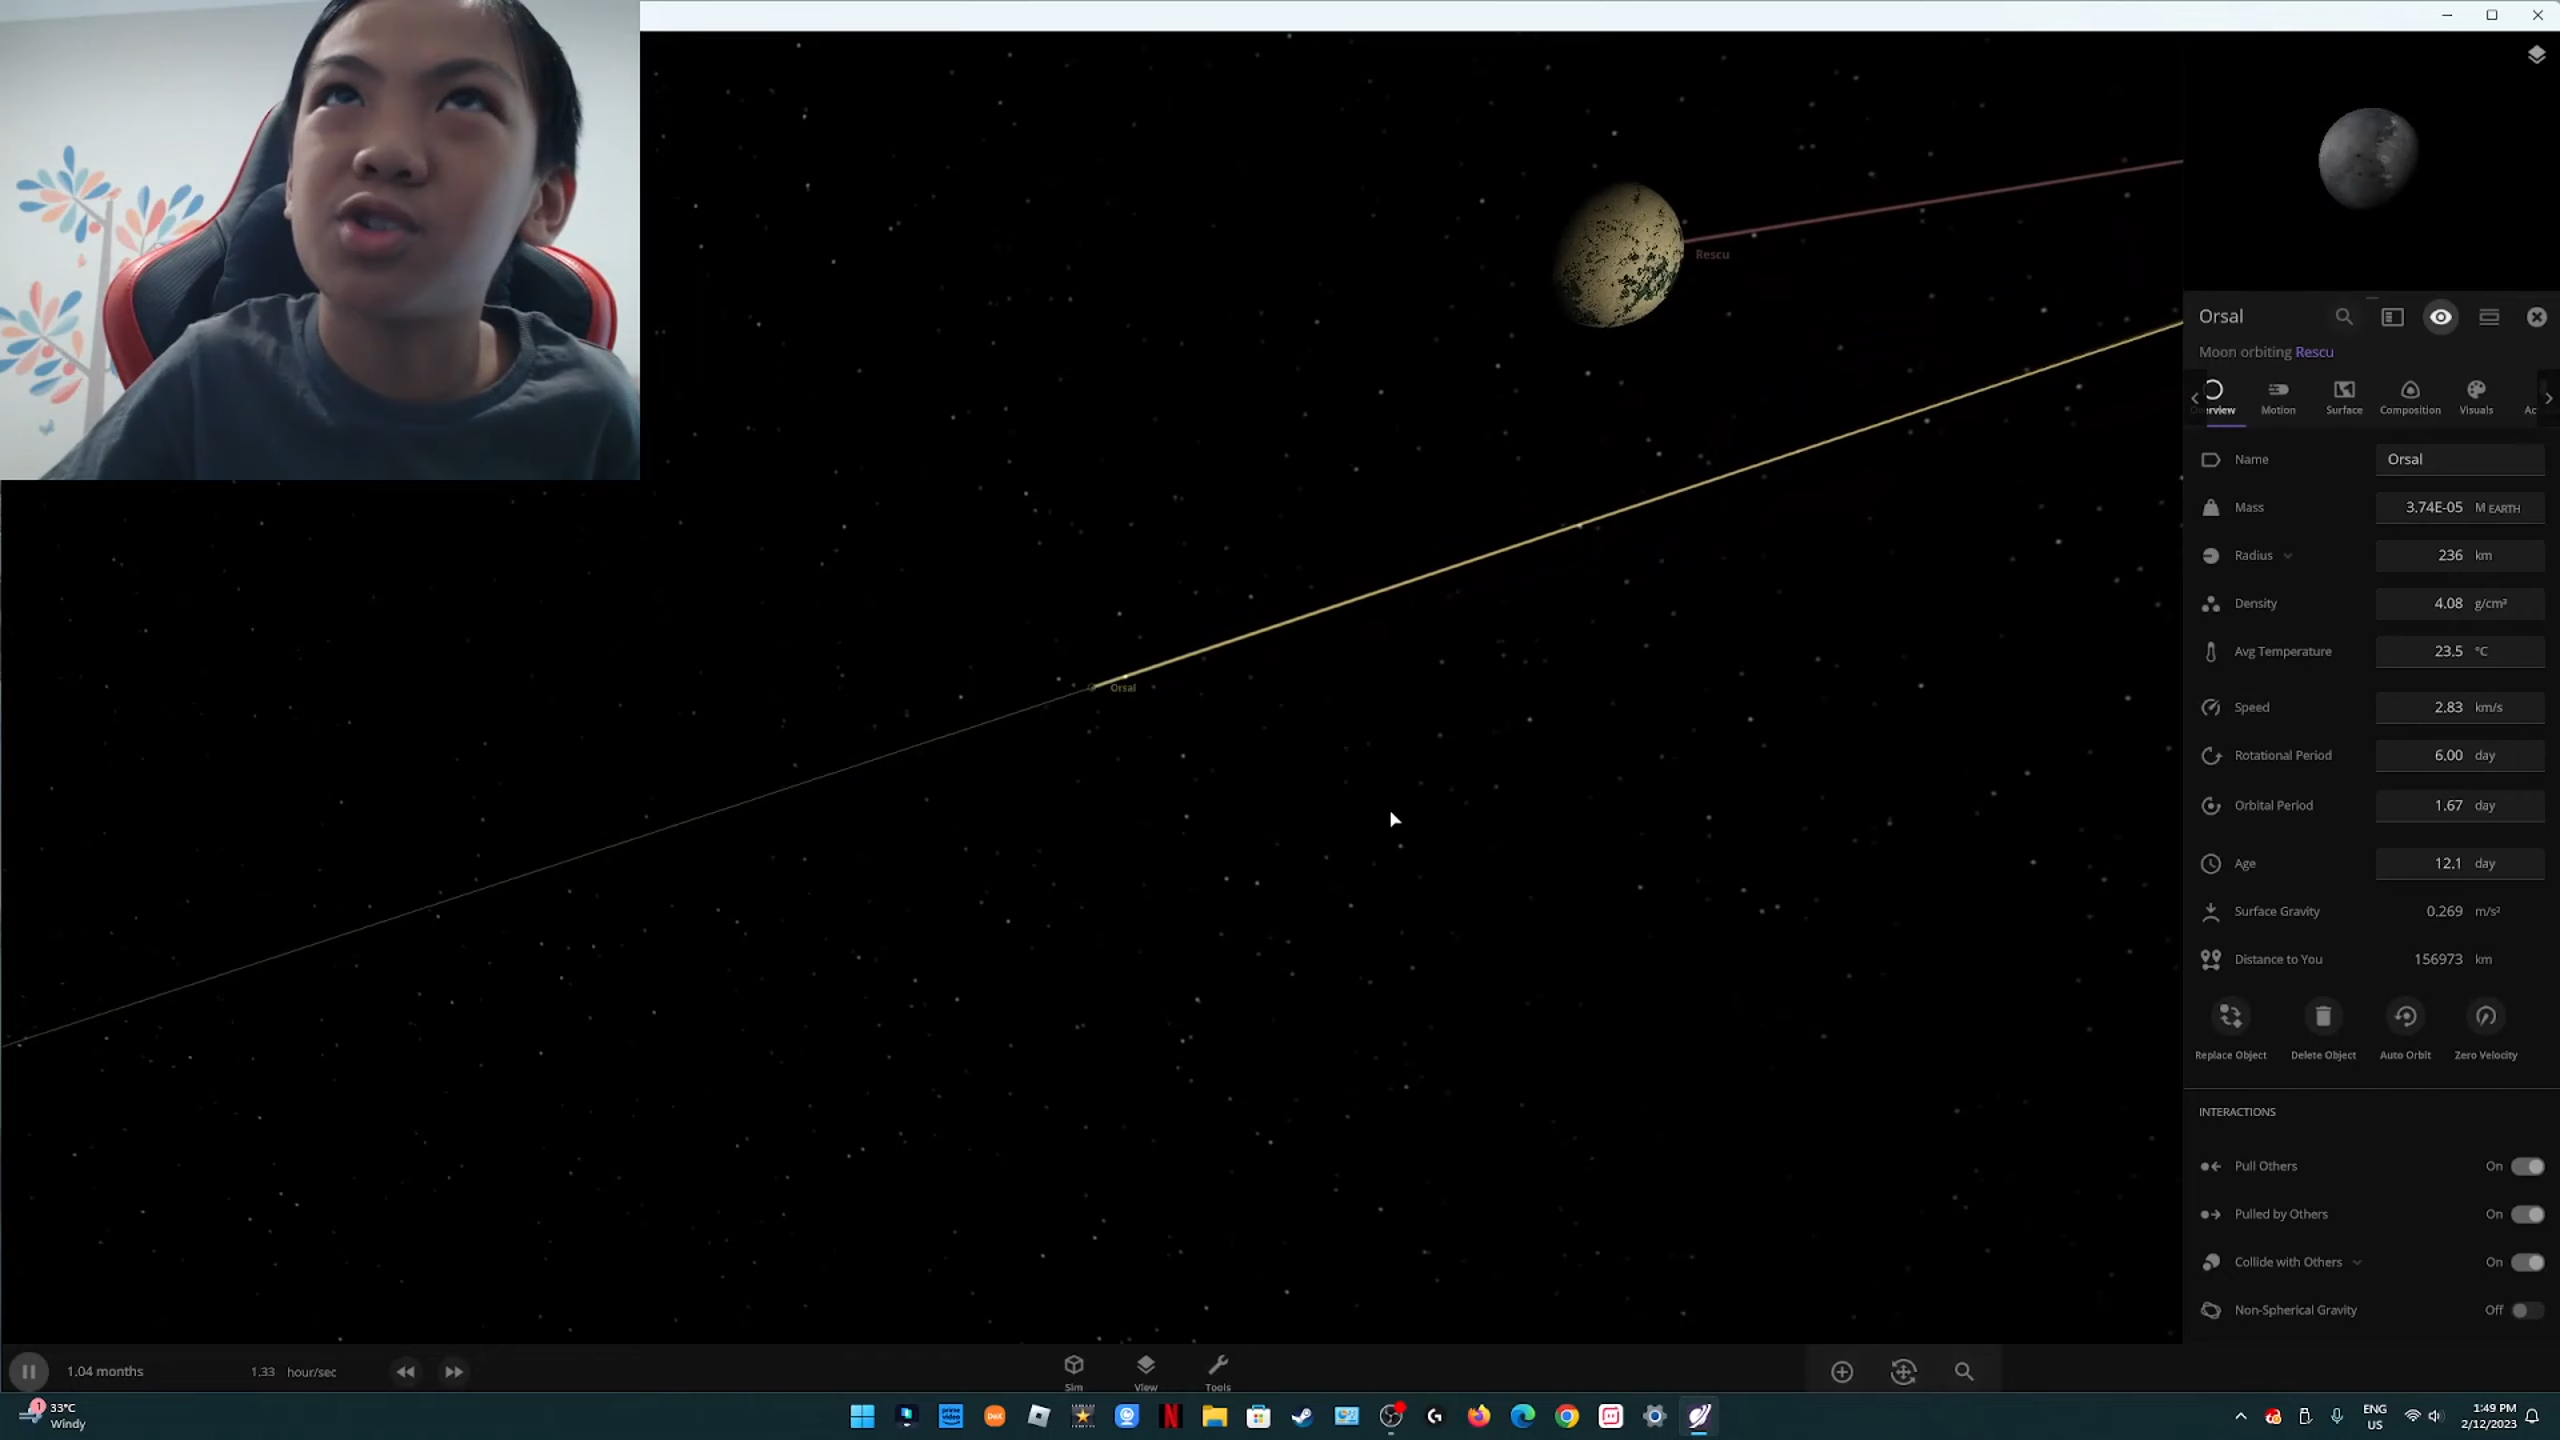 Rescu
Orsal
Orsal
Moon orbiting Rescu
Motion
Surface
Composition
Visuals
Name
Orsal
Mass
3.74E-05 M EARTH
Radius
236 km
Density
4.08 g/cm³
Avg Temperature
23.5 °C
Speed
2.83 km/s
Rotational Period
6.00 day
Orbital Period
1.67 day
Age
12.1 day
Surface Gravity
0.269 m/s²
Distance to You
156973 km
Replace Object
Delete Object
Auto Orbit
Zero Velocity
INTERACTIONS
Pull Others
On
Pulled by Others
On
Collide with Others
On
Non-Spherical Gravity
Off
1.04 months
1.33 hour/sec
Sim
View
Tools
1
33°C
Windy
prime video
N
G
ENG
US
1:49 PM
2/12/2023